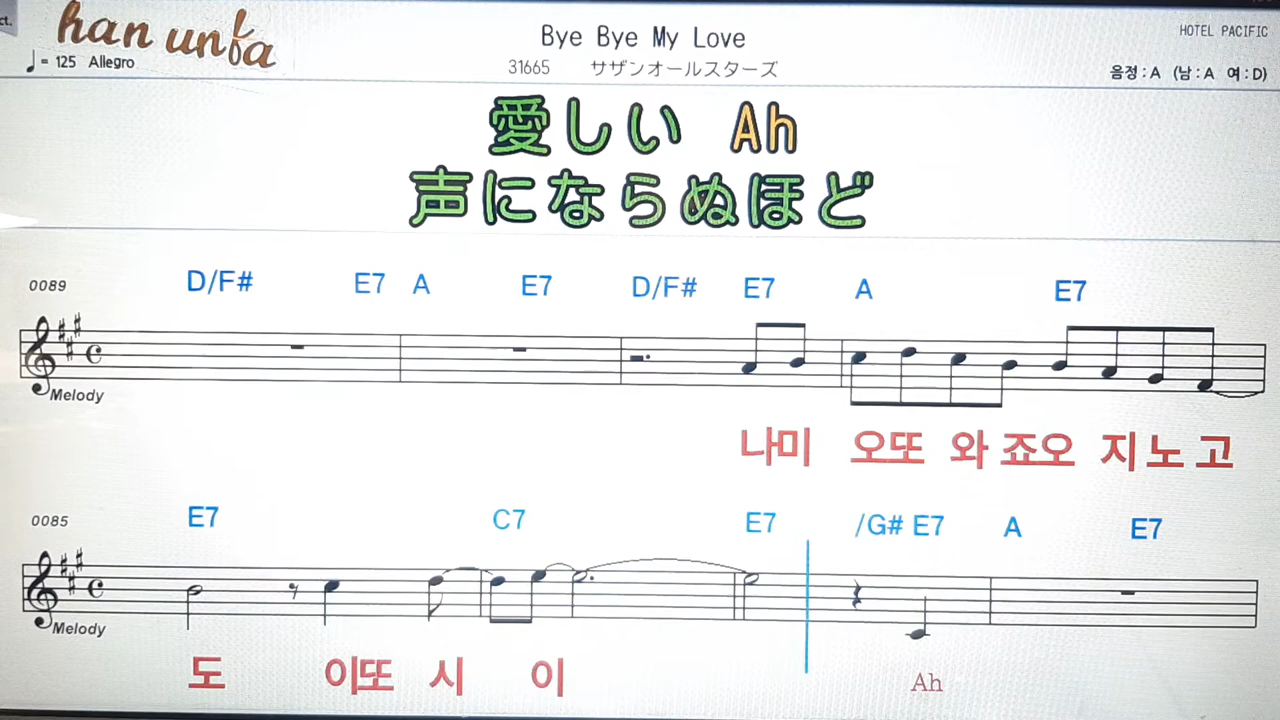 ct.
han unfa
♩= 125 Allegro
Bye Bye My Love
31665 サザンオールスターズ
HOTEL PACIFIC
음정:A (남:A 여:D)
愛しい Ah
声にならぬほど
0089 D/F# E7 A E7 D/F# E7 A E7
Melody
나미 오또 와 죠오 지 노 고
0085 E7 C7 E7 /G# E7 A E7
Melody
도 이또 시 이 Ah